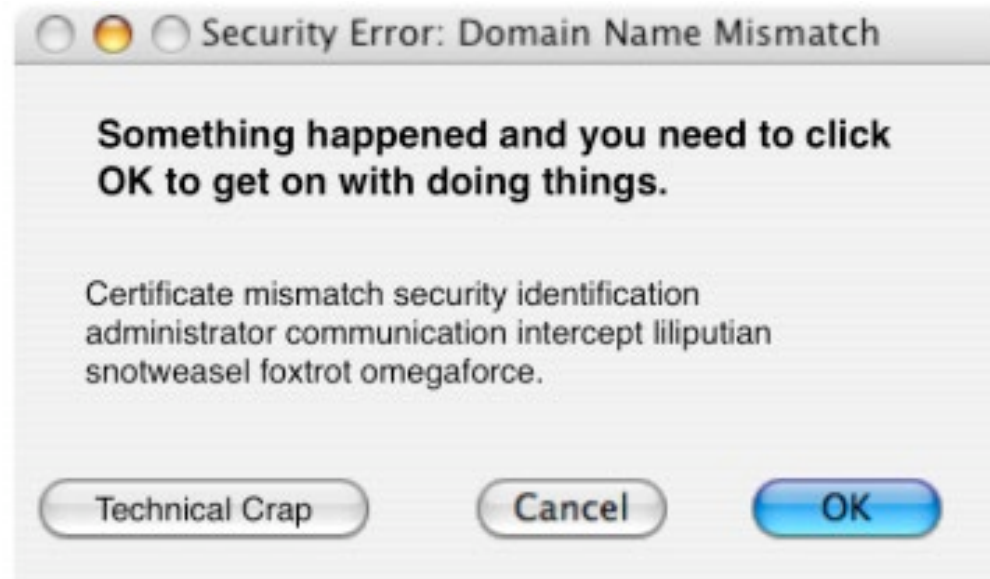 Security Error: Domain Name Mismatch
Something happened and you need to click
OK to get on with doing things.
Certificate mismatch security identification
administrator communication intercept liliputian
snotweasel foxtrot omegaforce.
Technical Crap
Cancel
OK